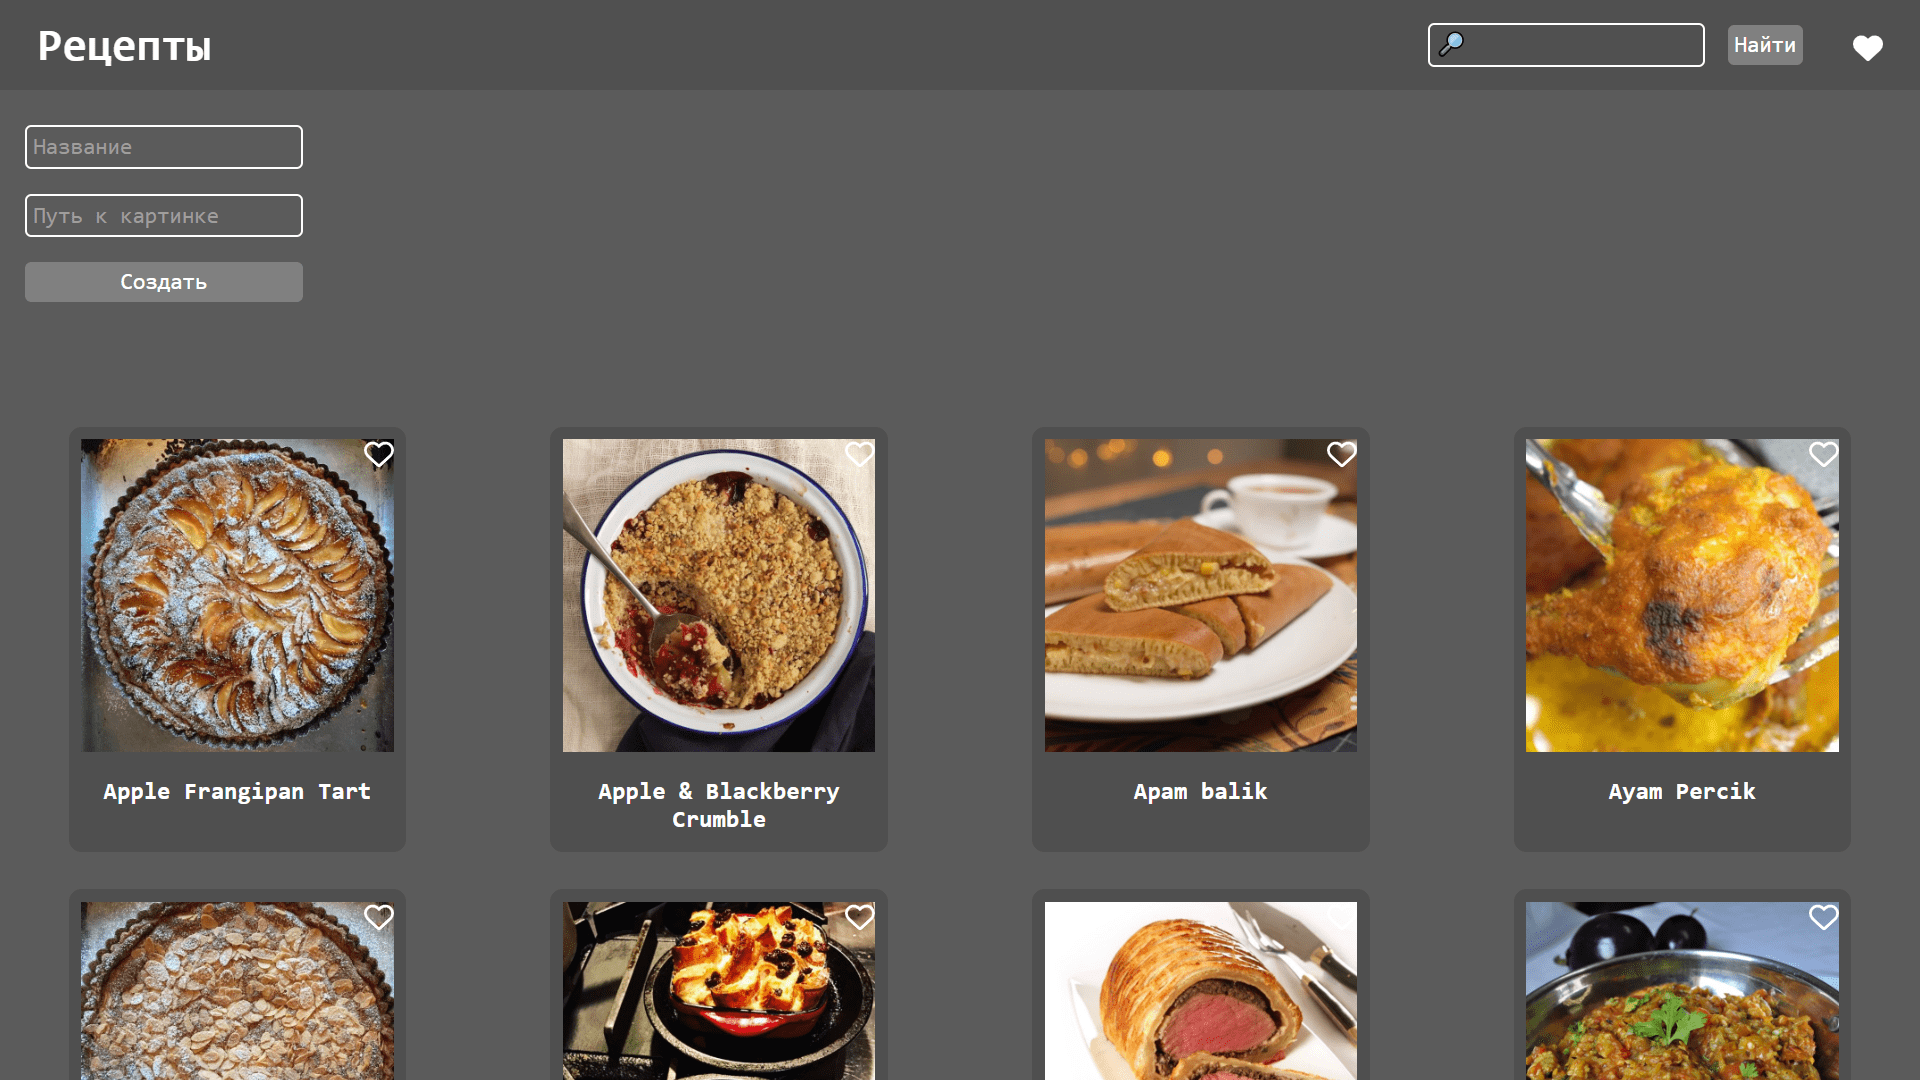 Рецепты
Найти
Название
Путь к картинке
Создать
Apple Frangipan Tart
Apple & Blackberry
Crumble
Apam balik
Ayam Percik